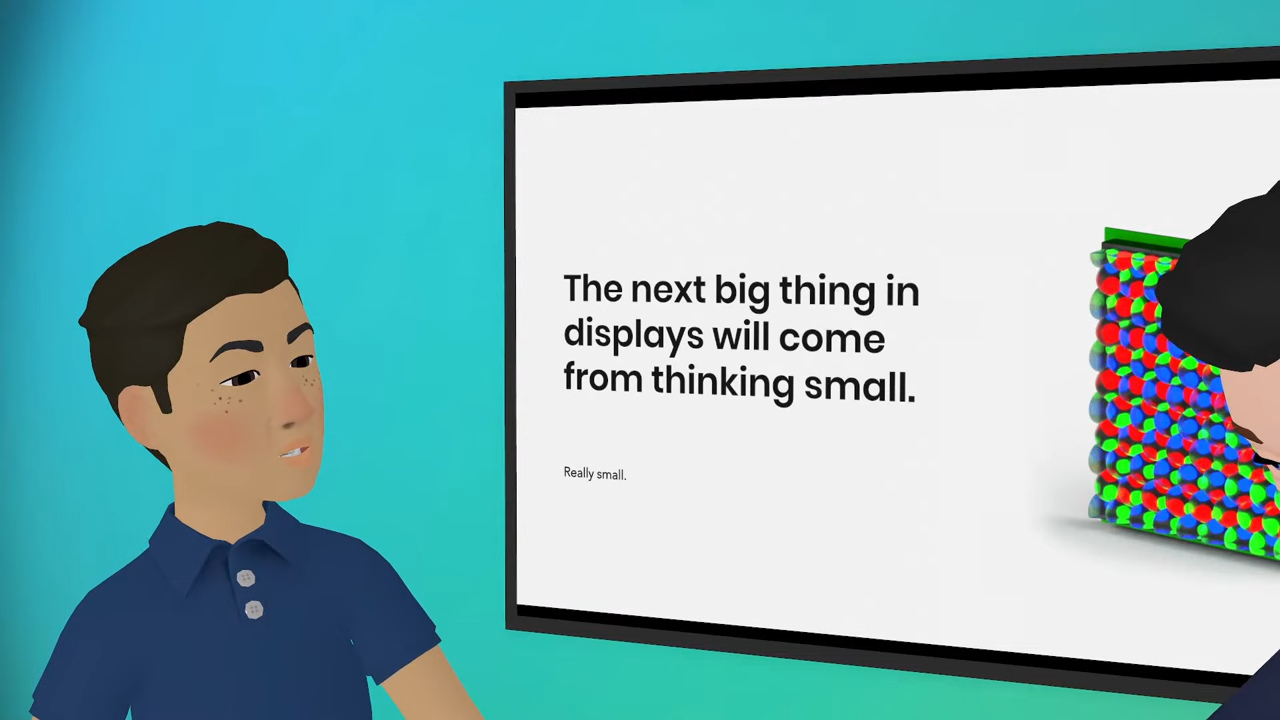 The next big thing in
displays will come
from thinking small.
Really small.